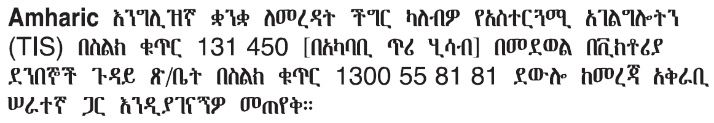 Amharic እንግሊዝኛ ቋንቋ ለመረዳት ችግር ካለብዎ የአስተርጓሚ አገልግሎትን
(TIS) በስልክ ቁጥር 131 450 [በአካባቢ ጥሪ ሂሳብ] በመደወል በቪክቶሪያ
ደንበኞች ጉዳይ ጽ/ቤት በስልክ ቁጥር 1300 55 81 81 ደውሎ ከመረጃ አቅራቢ
ሠራተኛ ጋር እንዲያገናኝዎ መጠየቅ።